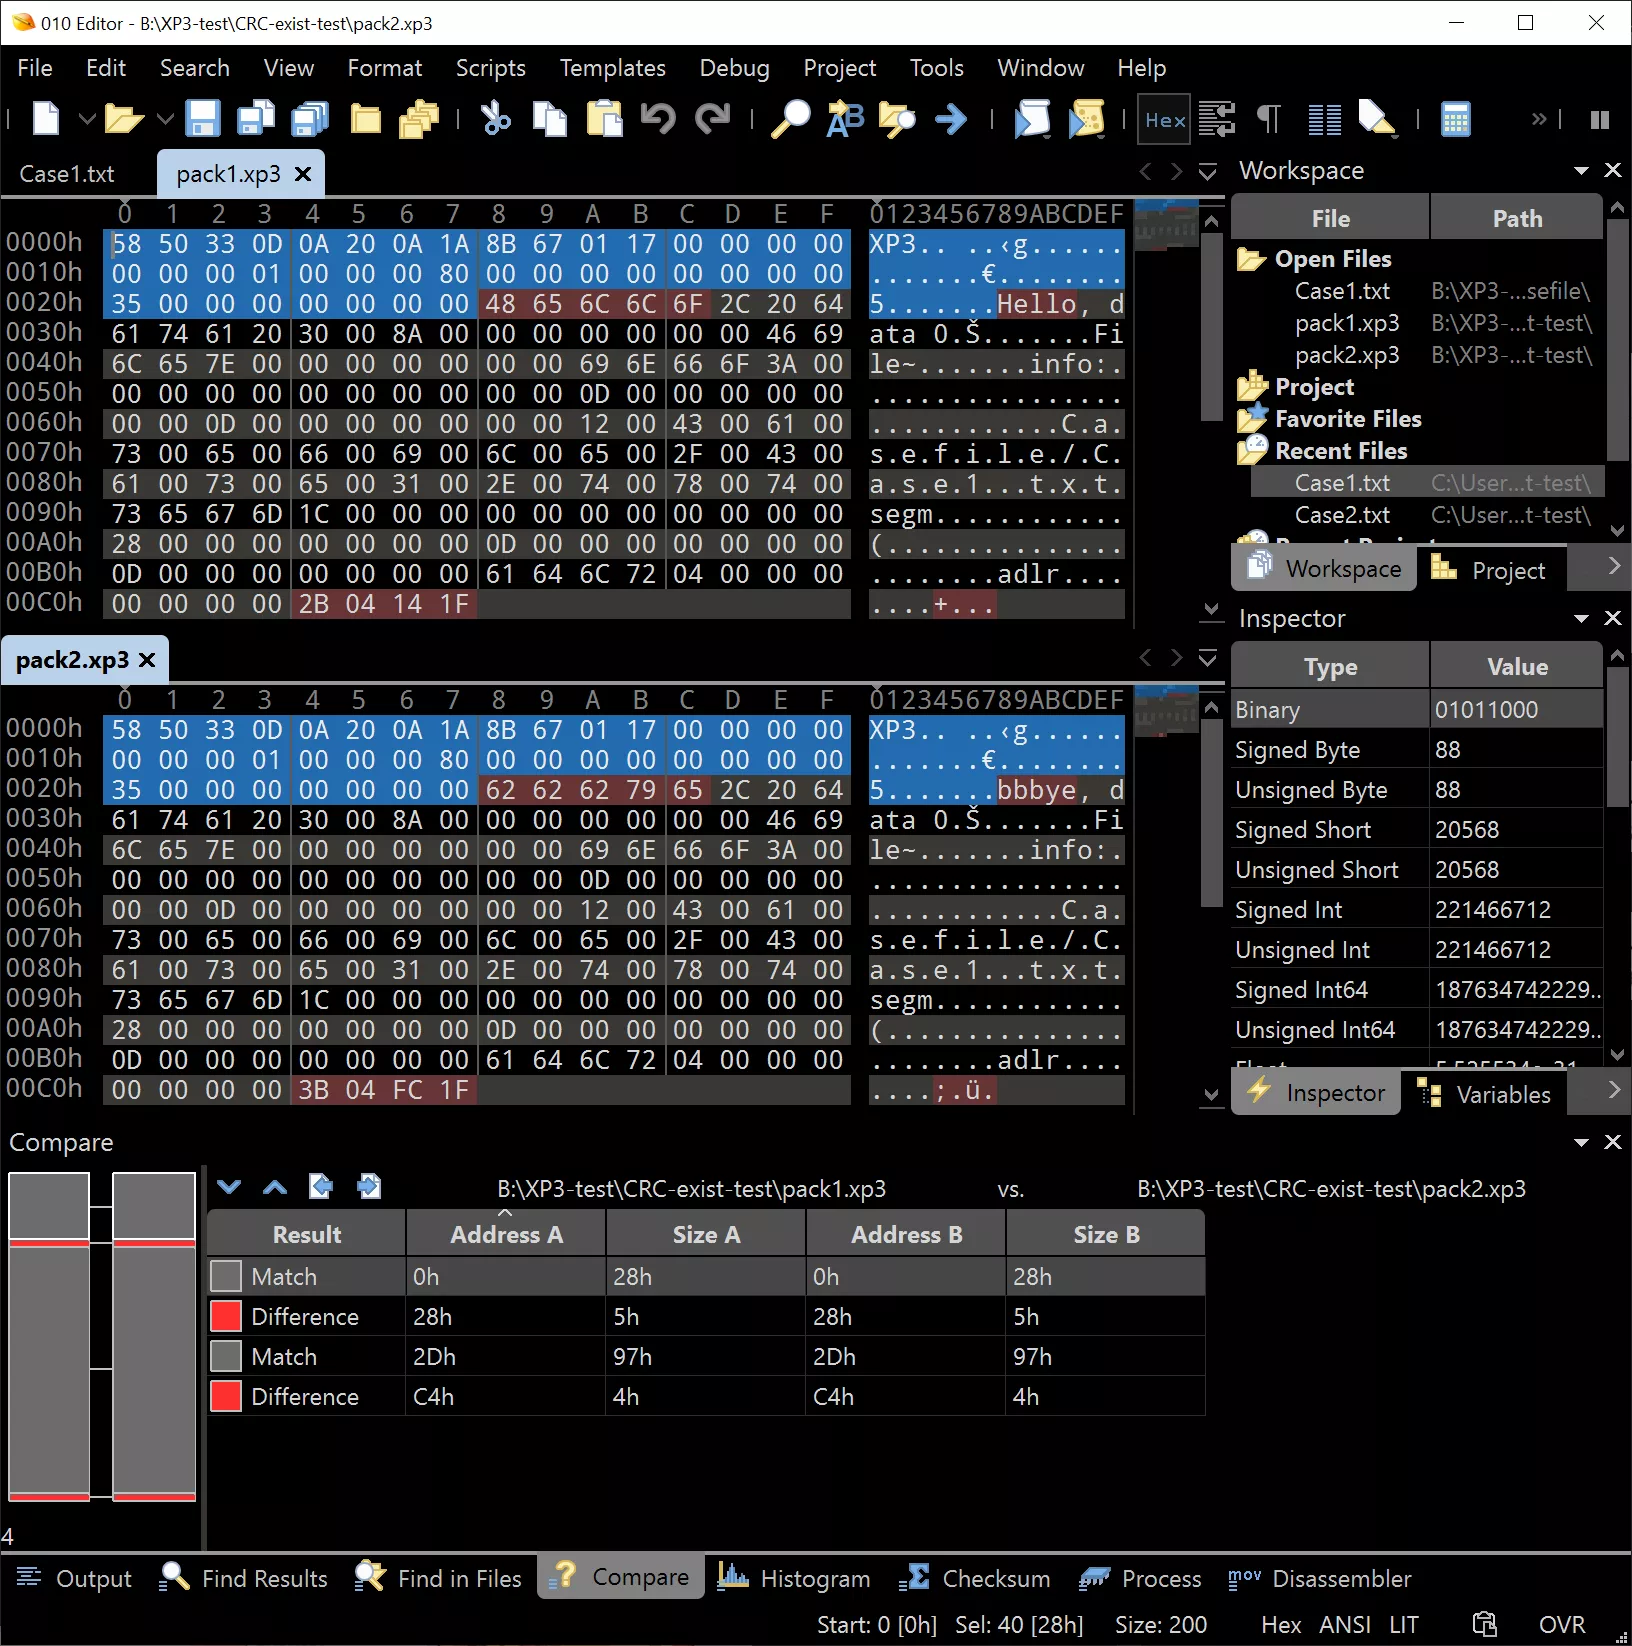 010 Editor - B:\XP3-test\CRC-exist-test\pack2.xp3
File Edit Search View Format Scripts Templates Debug Project Tools Window Help
Hex
Case1.txt pack1.xp3
0 1 2 3 4 5 6 7 8 9 A B C D E F 0123456789ABCDEF
0000h 58 50 33 0D 0A 20 0A 1A 8B 67 01 17 00 00 00 00 XP3.. ..‹g......
0010h 00 00 00 01 00 00 00 80 00 00 00 00 00 00 00 00 .......€........
0020h 35 00 00 00 00 00 00 00 48 65 6C 6C 6F 2C 20 64 5.......Hello, d
0030h 61 74 61 20 30 00 8A 00 00 00 00 00 00 00 46 69 ata 0.Š.......Fi
0040h 6C 65 7E 00 00 00 00 00 00 00 69 6E 66 6F 3A 00 le~.......info:.
0050h 00 00 00 00 00 00 00 00 00 00 0D 00 00 00 00 00 ................
0060h 00 00 0D 00 00 00 00 00 00 00 12 00 43 00 61 00 ............C.a.
0070h 73 00 65 00 66 00 69 00 6C 00 65 00 2F 00 43 00 s.e.f.i.l.e./.C.
0080h 61 00 73 00 65 00 31 00 2E 00 74 00 78 00 74 00 a.s.e.1...t.x.t.
0090h 73 65 67 6D 1C 00 00 00 00 00 00 00 00 00 00 00 segm............
00A0h 28 00 00 00 00 00 00 00 0D 00 00 00 00 00 00 00 (...............
00B0h 0D 00 00 00 00 00 00 00 61 64 6C 72 04 00 00 00 ........adlr....
00C0h 00 00 00 00 2B 04 14 1F ....+...
pack2.xp3
0 1 2 3 4 5 6 7 8 9 A B C D E F 0123456789ABCDEF
0000h 58 50 33 0D 0A 20 0A 1A 8B 67 01 17 00 00 00 00 XP3.. ..‹g......
0010h 00 00 00 01 00 00 00 80 00 00 00 00 00 00 00 00 .......€........
0020h 35 00 00 00 00 00 00 00 62 62 62 79 65 2C 20 64 5.......bbbye, d
0030h 61 74 61 20 30 00 8A 00 00 00 00 00 00 00 46 69 ata 0.Š.......Fi
0040h 6C 65 7E 00 00 00 00 00 00 00 69 6E 66 6F 3A 00 le~.......info:.
0050h 00 00 00 00 00 00 00 00 00 00 0D 00 00 00 00 00 ................
0060h 00 00 0D 00 00 00 00 00 00 00 12 00 43 00 61 00 ............C.a.
0070h 73 00 65 00 66 00 69 00 6C 00 65 00 2F 00 43 00 s.e.f.i.l.e./.C.
0080h 61 00 73 00 65 00 31 00 2E 00 74 00 78 00 74 00 a.s.e.1...t.x.t.
0090h 73 65 67 6D 1C 00 00 00 00 00 00 00 00 00 00 00 segm............
00A0h 28 00 00 00 00 00 00 00 0D 00 00 00 00 00 00 00 (...............
00B0h 0D 00 00 00 00 00 00 00 61 64 6C 72 04 00 00 00 ........adlr....
00C0h 00 00 00 00 3B 04 FC 1F ....;.ü.
Workspace
File Path
Open Files
Case1.txt B:\XP3-...sefile\
pack1.xp3 B:\XP3-...t-test\
pack2.xp3 B:\XP3-...t-test\
Project
Favorite Files
Recent Files
Case1.txt C:\User...t-test\
Case2.txt C:\User...t-test\
Workspace Project
Inspector
Type Value
Binary 01011000
Signed Byte 88
Unsigned Byte 88
Signed Short 20568
Unsigned Short 20568
Signed Int 221466712
Unsigned Int 221466712
Signed Int64 187634742229...
Unsigned Int64 187634742229...
Inspector Variables
Compare
B:\XP3-test\CRC-exist-test\pack1.xp3 vs. B:\XP3-test\CRC-exist-test\pack2.xp3
Result Address A Size A Address B Size B
Match 0h 28h 0h 28h
Difference 28h 5h 28h 5h
Match 2Dh 97h 2Dh 97h
Difference C4h 4h C4h 4h
4
Output Find Results Find in Files Compare Histogram Checksum Process mov Disassembler
Start: 0 [0h] Sel: 40 [28h] Size: 200 Hex ANSI LIT OVR